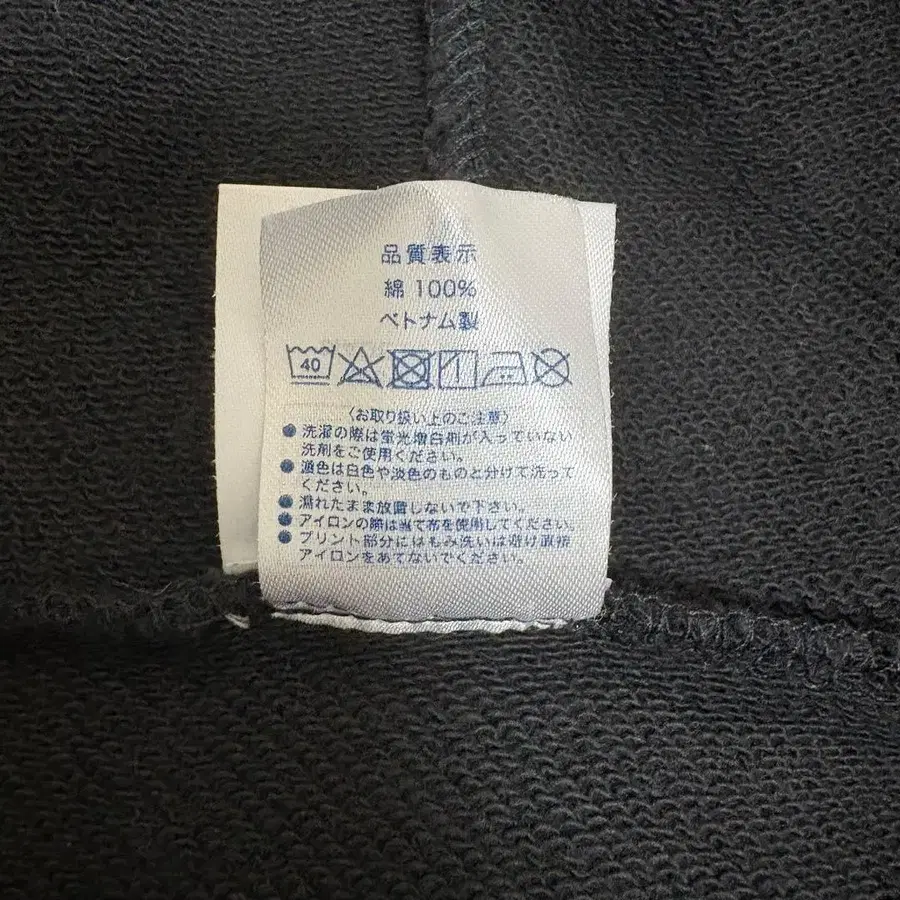 品質表示
綿 100%
ベトナム製
40
〈お取り扱い上のご注意〉
● 洗濯の際は蛍光増白剤が入っていない
洗剤をご使用ください。
● 濃色は白色や淡色のものと分けて洗って
ください。
● 濡れたまま放置しないで下さい。
● アイロンの際は当て布を使用してください。
● プリント部分にはもみ洗いは避け直接
アイロンをあてないでください。